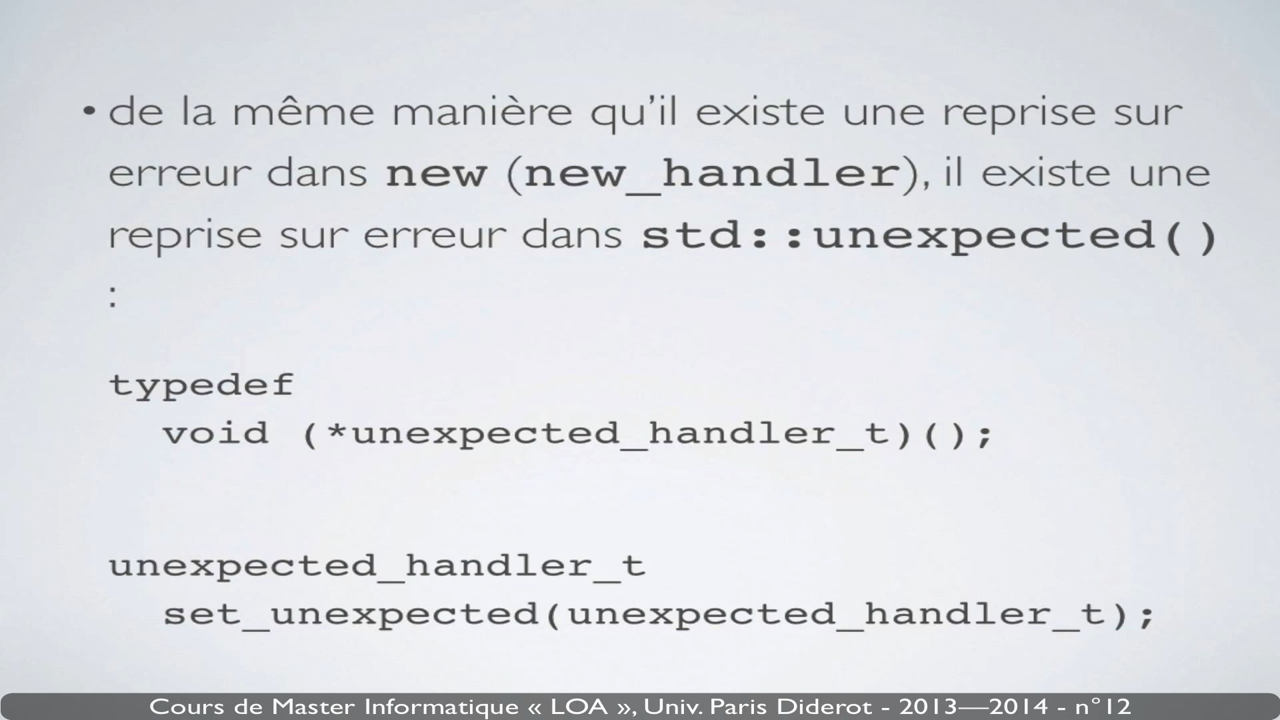 • de la même manière qu’il existe une reprise sur
erreur dans new (new_handler), il existe une
reprise sur erreur dans std::unexpected()
:
typedef
void (*unexpected_handler_t)();
unexpected_handler_t
set_unexpected(unexpected_handler_t);
Cours de Master Informatique « LOA », Univ. Paris Diderot - 2013—2014 - n°12